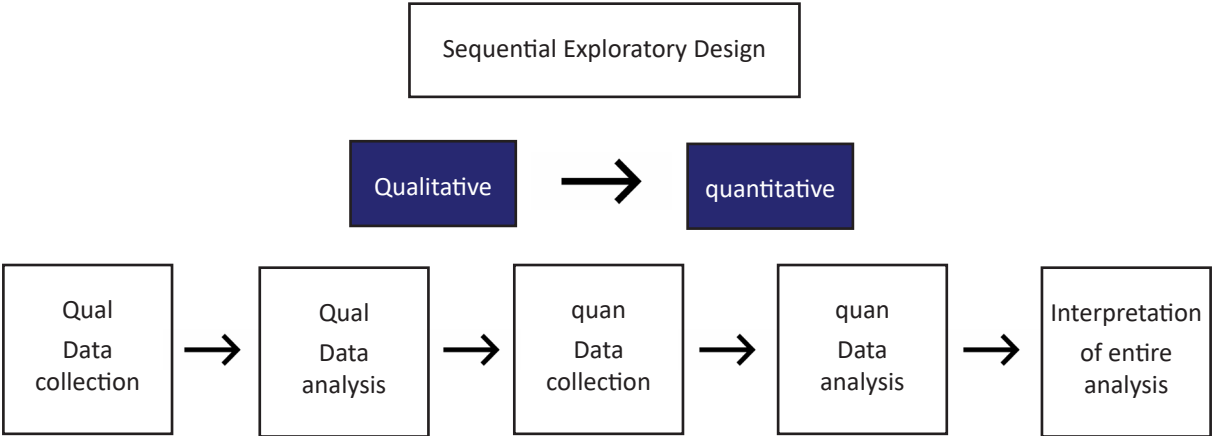 Sequential Exploratory Design
Qualitative
quantitative
Qual
Data
collection
Qual
Data
analysis
quan
Data
collection
quan
Data
analysis
Interpretation
of entire
analysis